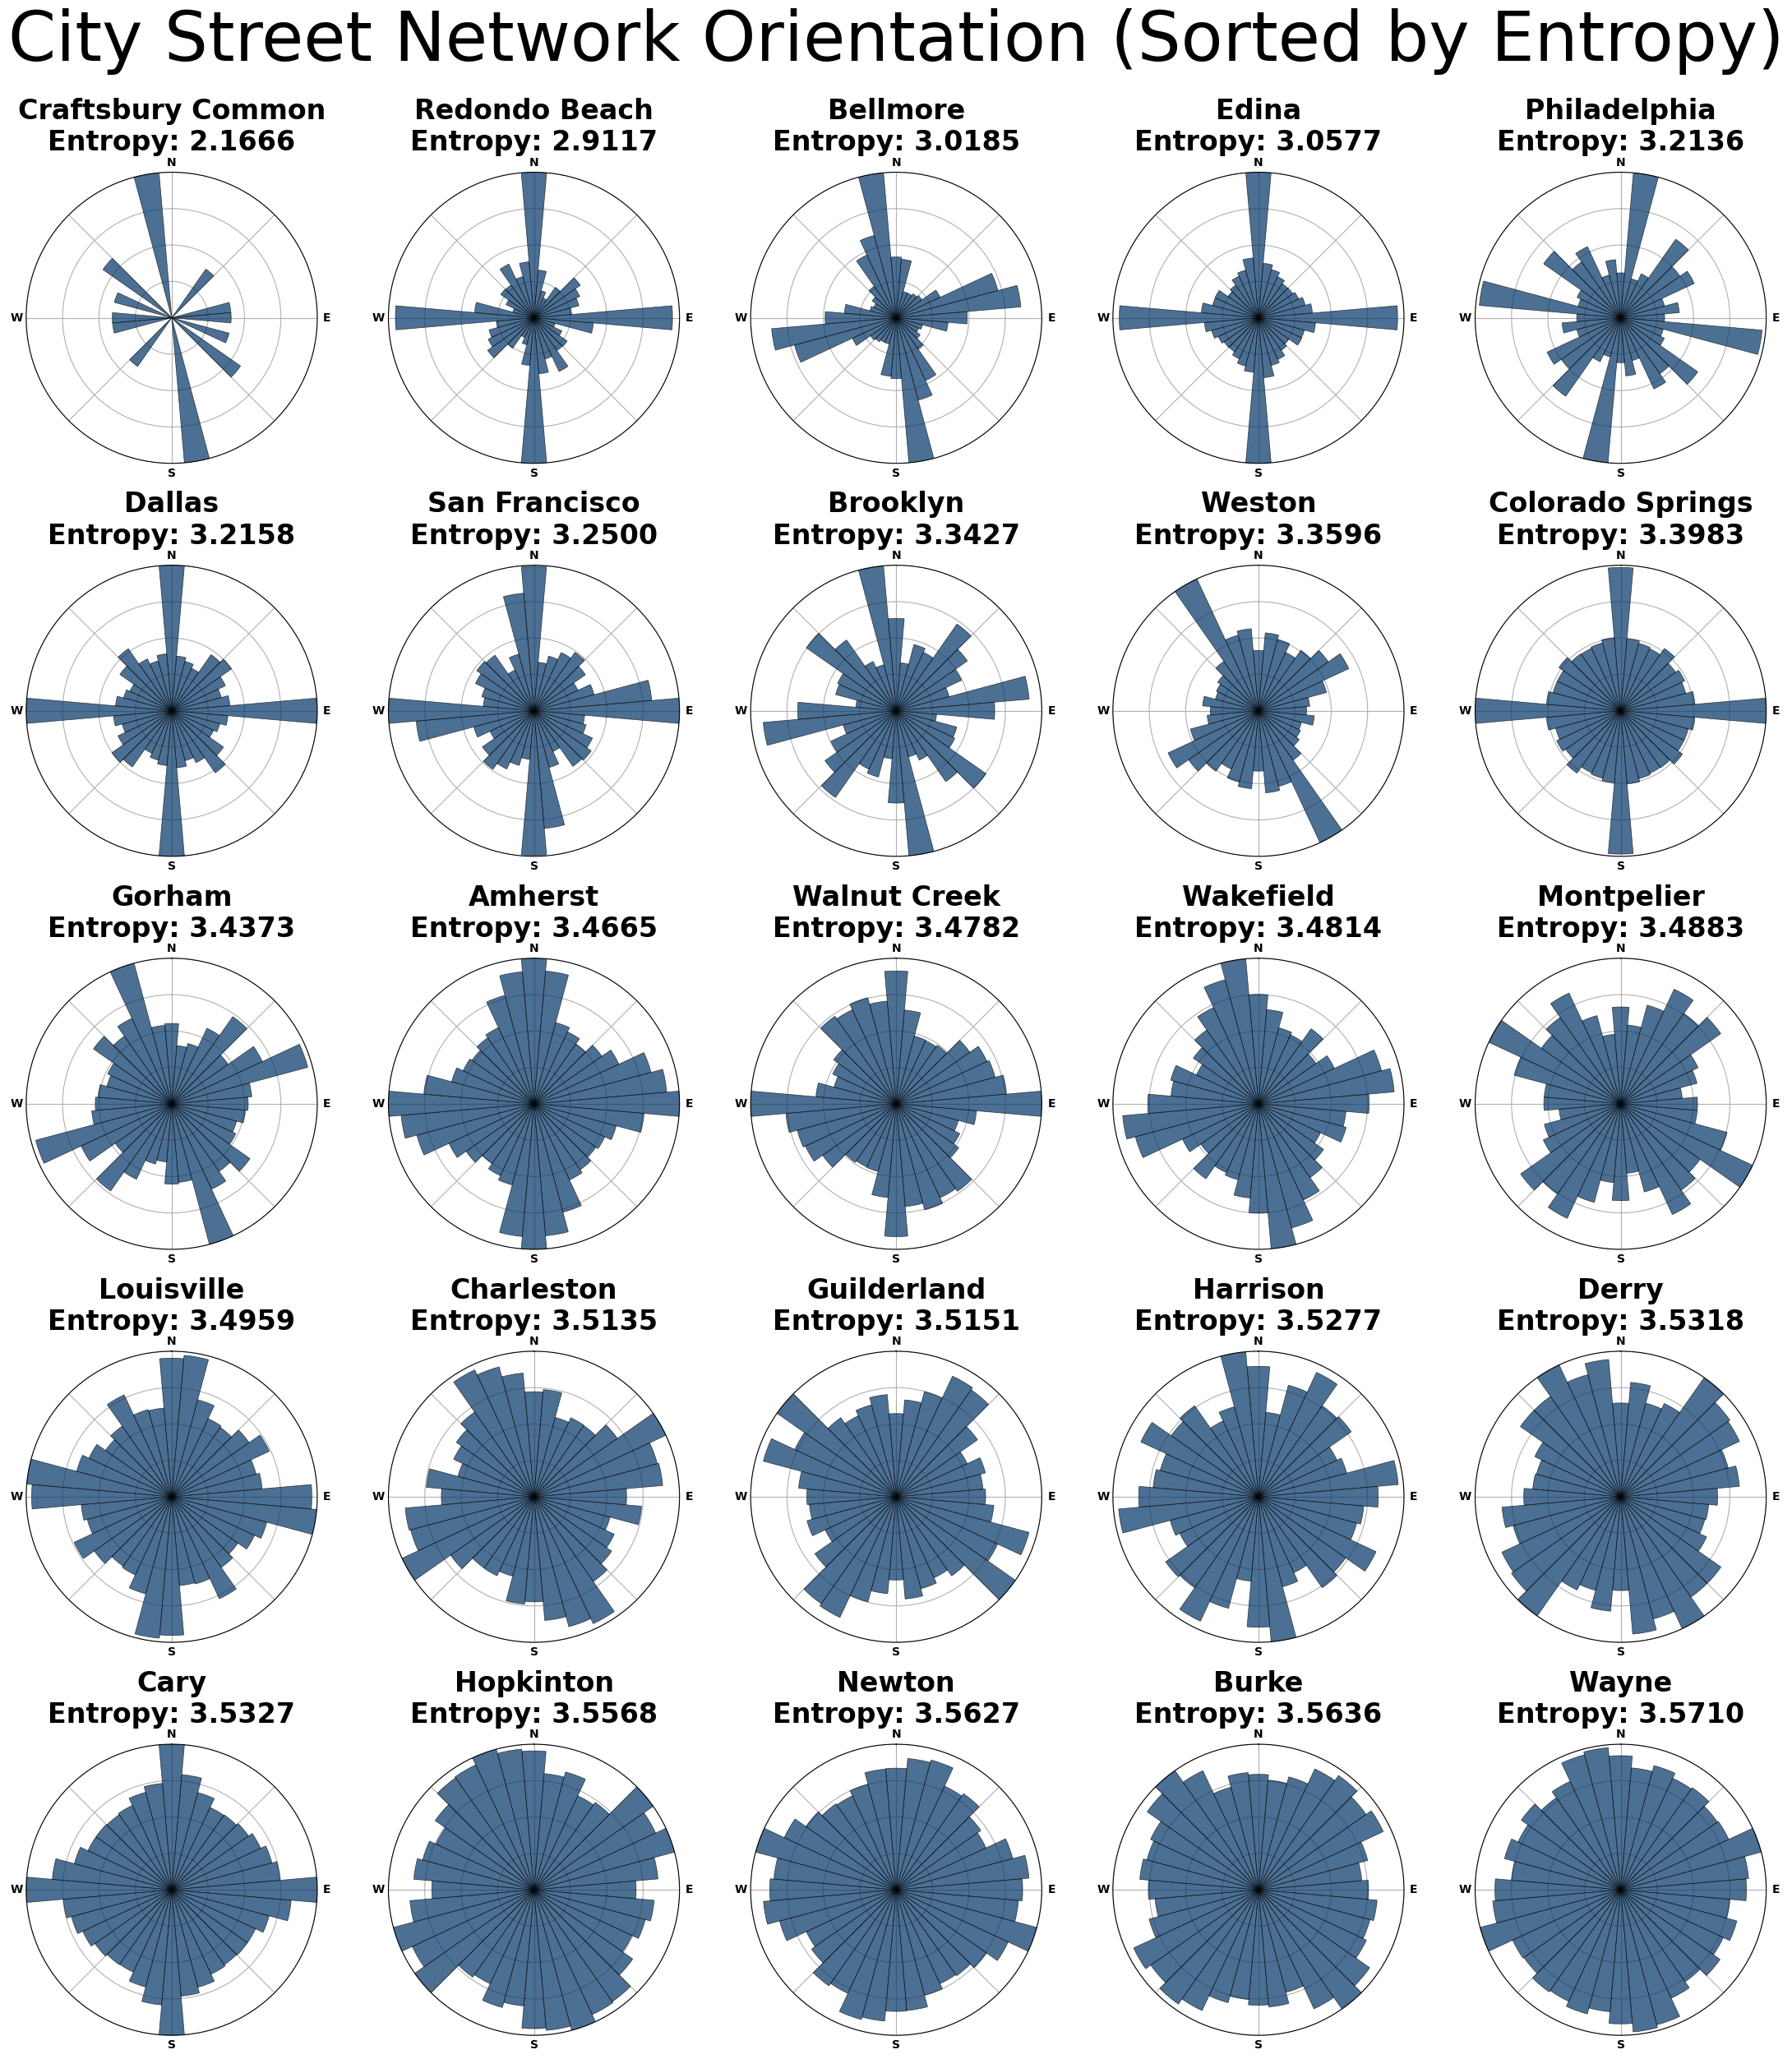 City Street Network Orientation (Sorted by Entropy)
Craftsbury Common
Entropy: 2.1666
N
W
E
S
Redondo Beach
Entropy: 2.9117
N
W
E
S
Bellmore
Entropy: 3.0185
N
W
E
S
Edina
Entropy: 3.0577
N
W
E
S
Philadelphia
Entropy: 3.2136
N
W
E
S
Dallas
Entropy: 3.2158
N
W
E
S
San Francisco
Entropy: 3.2500
N
W
E
S
Brooklyn
Entropy: 3.3427
N
W
E
S
Weston
Entropy: 3.3596
N
W
E
S
Colorado Springs
Entropy: 3.3983
N
W
E
S
Gorham
Entropy: 3.4373
N
W
E
S
Amherst
Entropy: 3.4665
N
W
E
S
Walnut Creek
Entropy: 3.4782
N
W
E
S
Wakefield
Entropy: 3.4814
N
W
E
S
Montpelier
Entropy: 3.4883
N
W
E
S
Louisville
Entropy: 3.4959
N
W
E
S
Charleston
Entropy: 3.5135
N
W
E
S
Guilderland
Entropy: 3.5151
N
W
E
S
Harrison
Entropy: 3.5277
N
W
E
S
Derry
Entropy: 3.5318
N
W
E
S
Cary
Entropy: 3.5327
N
W
E
S
Hopkinton
Entropy: 3.5568
N
W
E
S
Newton
Entropy: 3.5627
N
W
E
S
Burke
Entropy: 3.5636
N
W
E
S
Wayne
Entropy: 3.5710
N
W
E
S